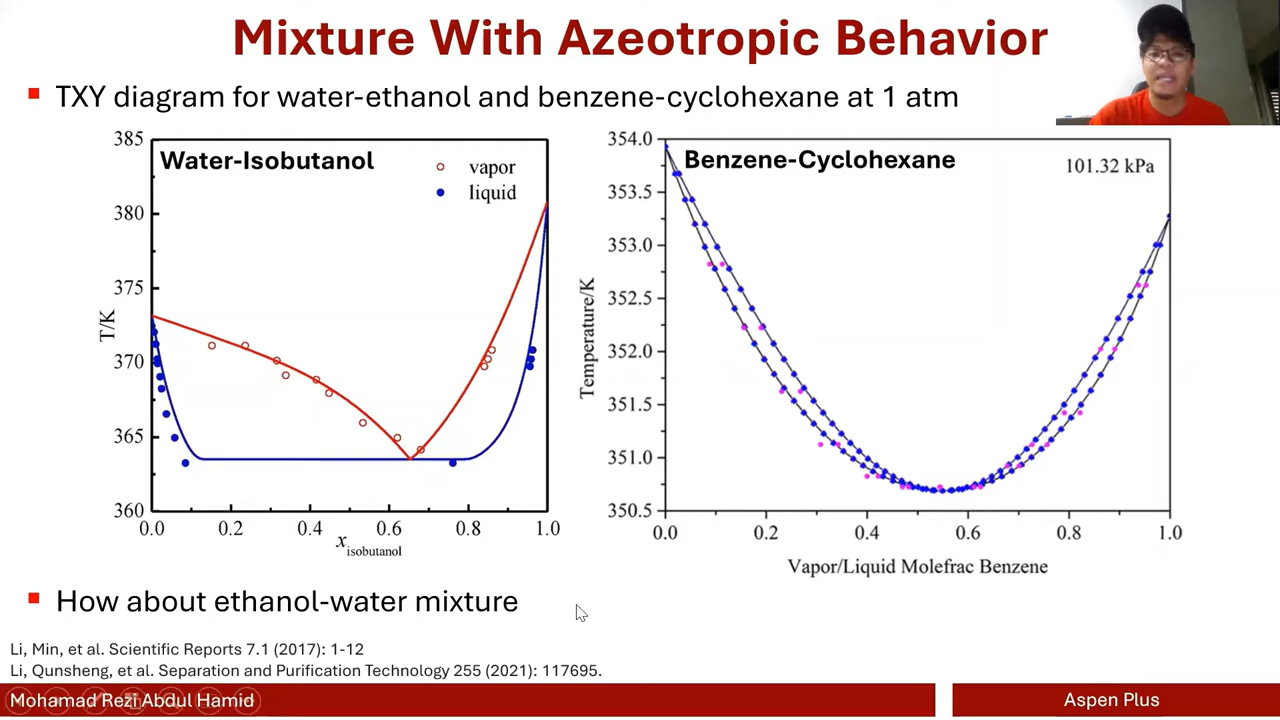 Mixture With Azeotropic Behavior
▪ TXY diagram for water-ethanol and benzene-cyclohexane at 1 atm
Water-Isobutanol
vapor
liquid
385
380
375
370
365
360
T/K
0.0 0.2 0.4 0.6 0.8 1.0
xisobutanol
Benzene-Cyclohexane
101.32 kPa
354.0
353.5
353.0
352.5
352.0
351.5
351.0
350.5
Temperature/K
0.0 0.2 0.4 0.6 0.8 1.0
Vapor/Liquid Molefrac Benzene
▪ How about ethanol-water mixture
Li, Min, et al. Scientific Reports 7.1 (2017): 1-12
Li, Qunsheng, et al. Separation and Purification Technology 255 (2021): 117695.
Mohamad Rezi Abdul Hamid
Aspen Plus